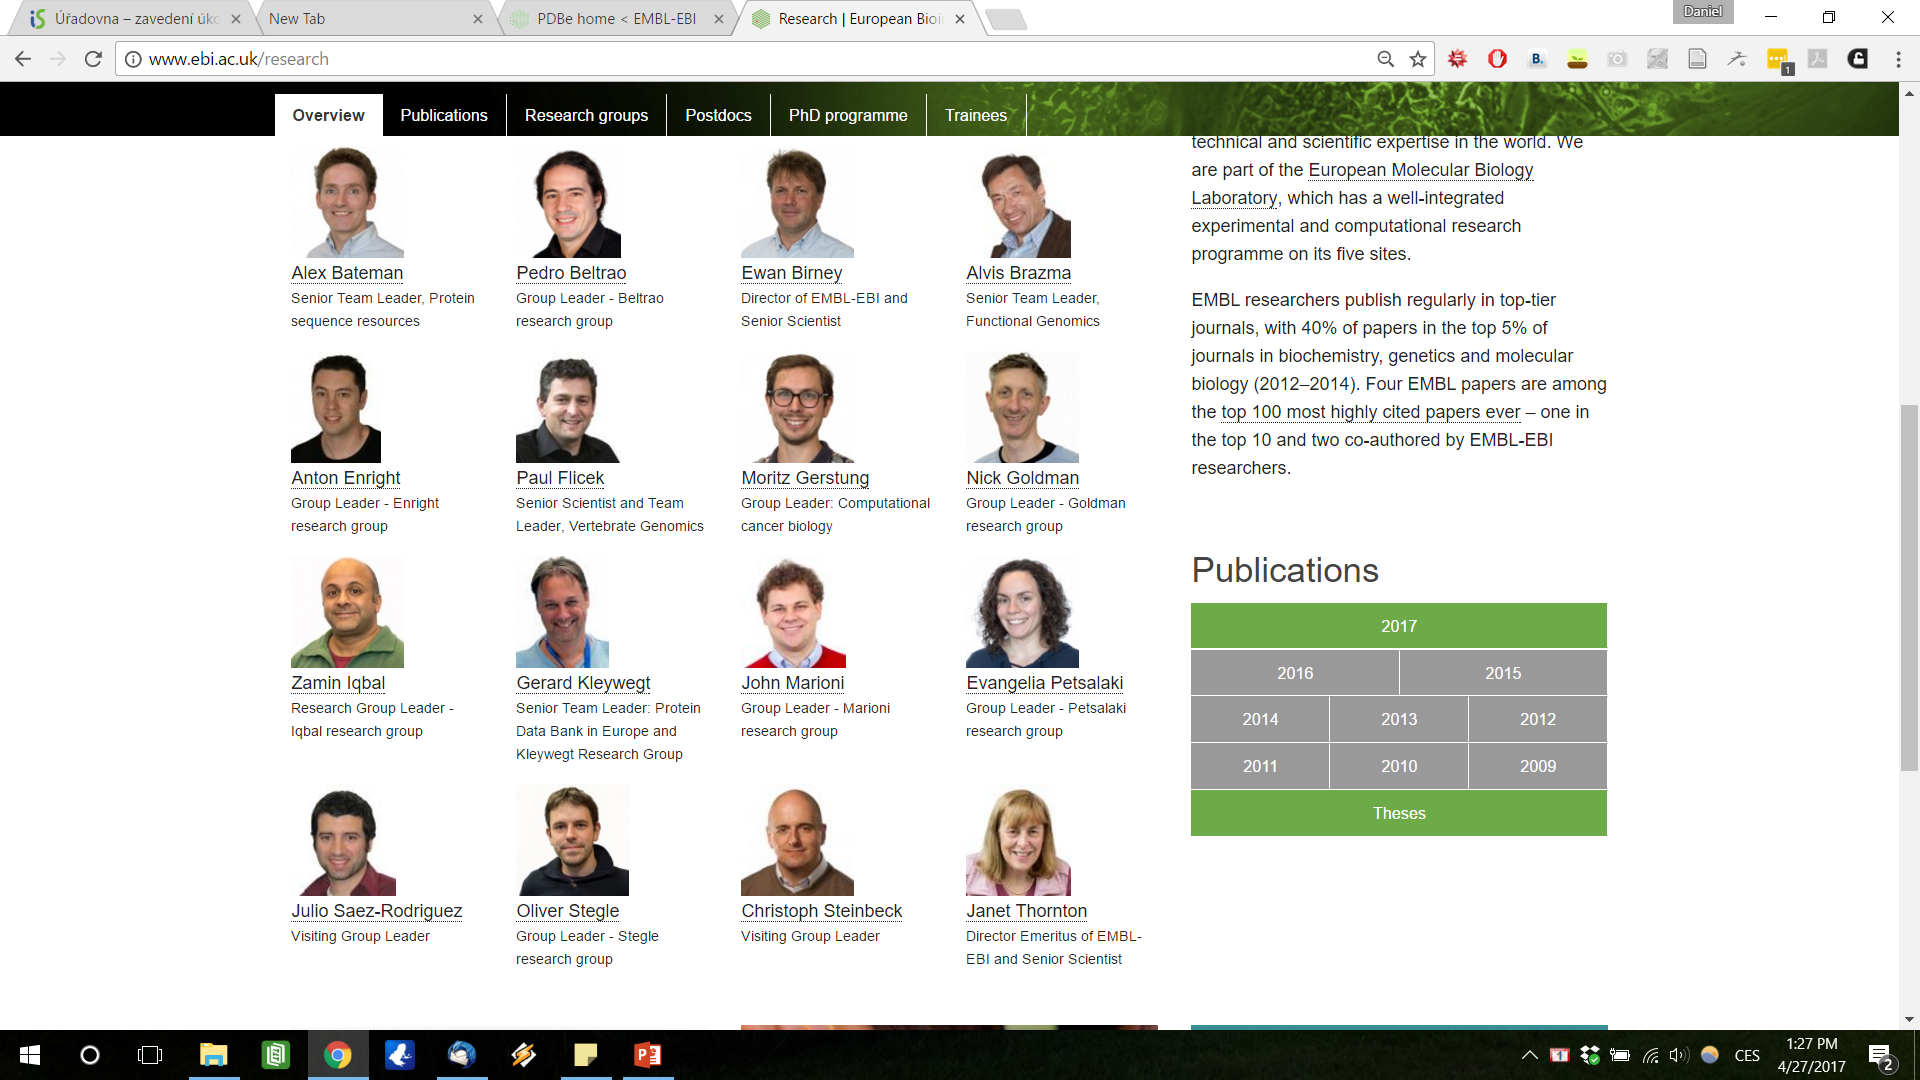 Úřadovna – zavedení úko
New Tab
PDBe home < EMBL-EBI
Research | European Bioi
Daniel
www.ebi.ac.uk/research
B.
1
Overview
Publications
Research groups
Postdocs
PhD programme
Trainees
Alex Bateman
Senior Team Leader, Protein
sequence resources
Pedro Beltrao
Group Leader - Beltrao
research group
Ewan Birney
Director of EMBL-EBI and
Senior Scientist
Alvis Brazma
Senior Team Leader,
Functional Genomics
Anton Enright
Group Leader - Enright
research group
Paul Flicek
Senior Scientist and Team
Leader, Vertebrate Genomics
Moritz Gerstung
Group Leader: Computational
cancer biology
Nick Goldman
Group Leader - Goldman
research group
Zamin Iqbal
Research Group Leader -
Iqbal research group
Gerard Kleywegt
Senior Team Leader: Protein
Data Bank in Europe and
Kleywegt Research Group
John Marioni
Group Leader - Marioni
research group
Evangelia Petsalaki
Group Leader - Petsalaki
research group
Julio Saez-Rodriguez
Visiting Group Leader
Oliver Stegle
Group Leader - Stegle
research group
Christoph Steinbeck
Visiting Group Leader
Janet Thornton
Director Emeritus of EMBL-
EBI and Senior Scientist
technical and scientific expertise in the world. We
are part of the European Molecular Biology
Laboratory, which has a well-integrated
experimental and computational research
programme on its five sites.
EMBL researchers publish regularly in top-tier
journals, with 40% of papers in the top 5% of
journals in biochemistry, genetics and molecular
biology (2012–2014). Four EMBL papers are among
the top 100 most highly cited papers ever – one in
the top 10 and two co-authored by EMBL-EBI
researchers.
Publications
2017
2016
2015
2014
2013
2012
2011
2010
2009
Theses
1
CES
1:27 PM
4/27/2017
2